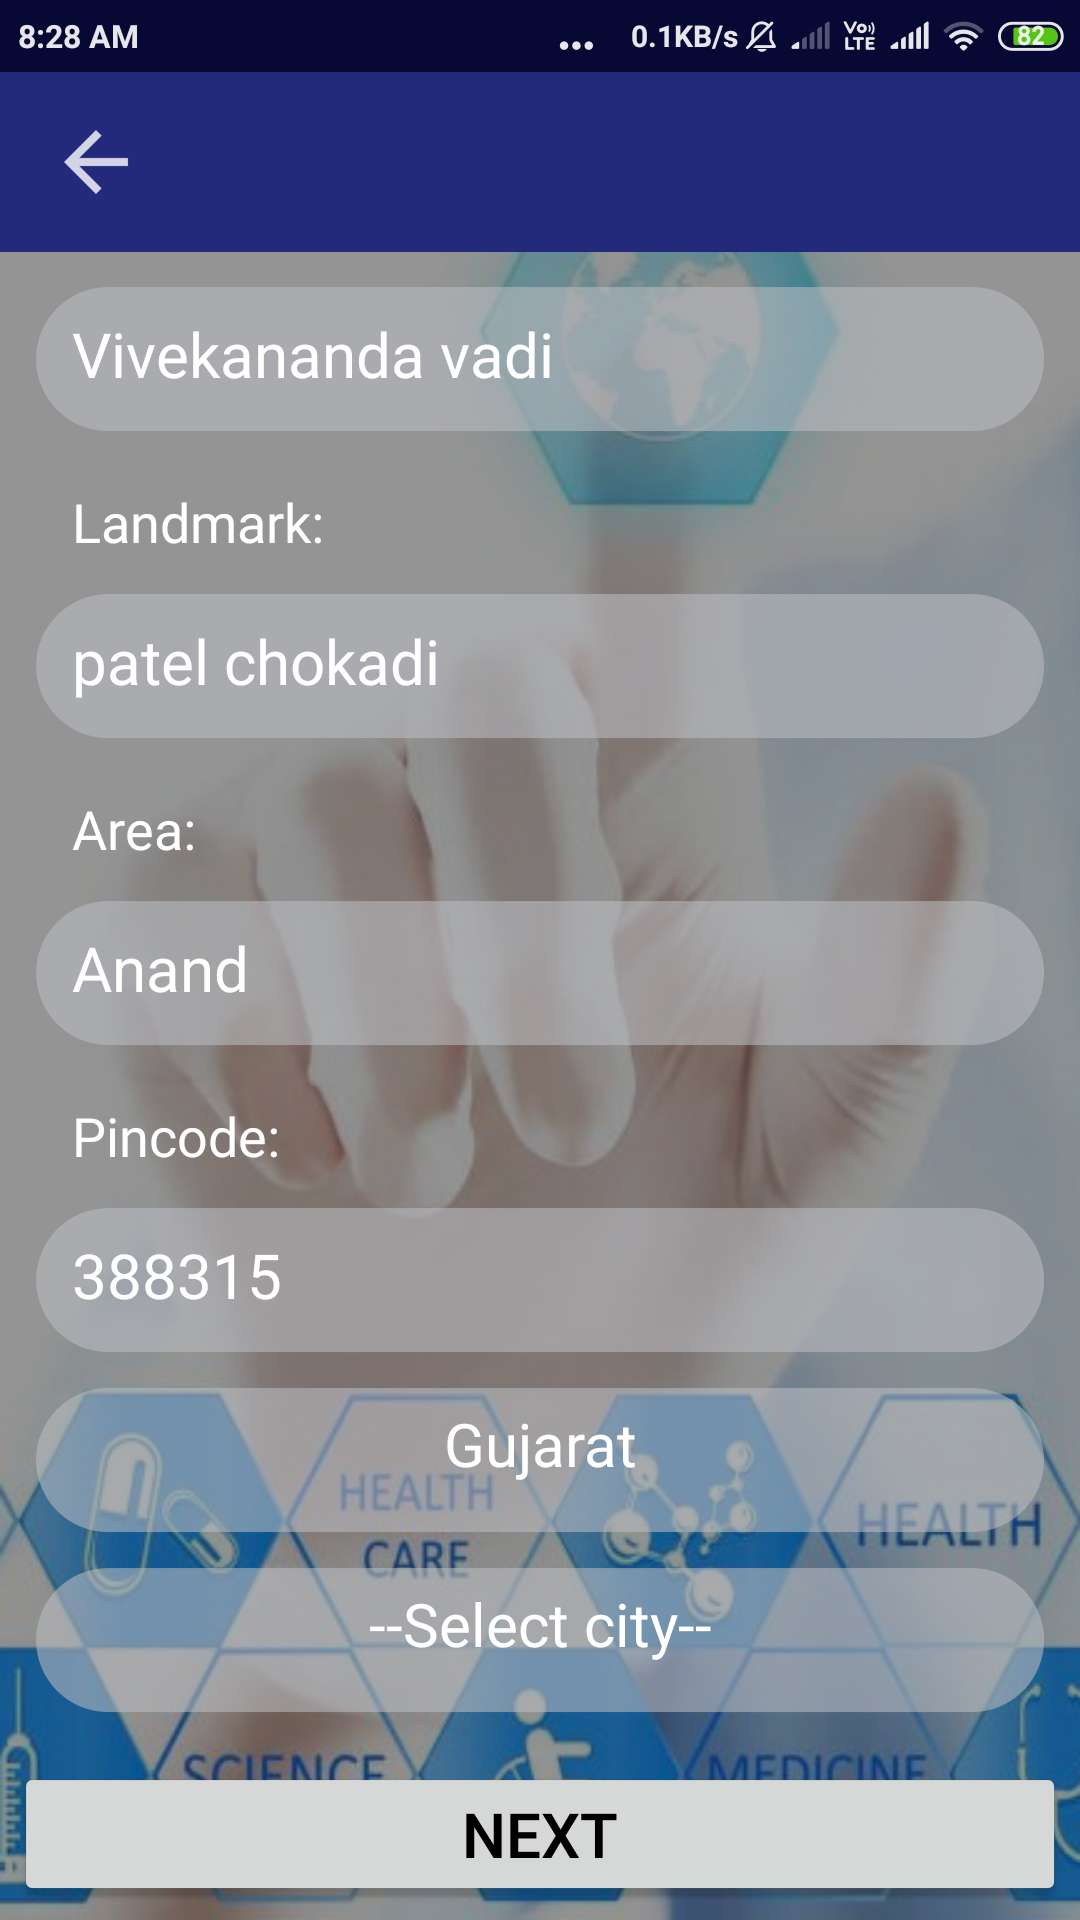 8:28 AM ... 0.1KB/s Vo)) LTE 82
Vivekananda vadi
Landmark:
patel chokadi
Area:
Anand
Pincode:
388315
Gujarat
HEALTH
CARE
HEALTH
--Select city--
SCIENCE
MEDICINE
NEXT